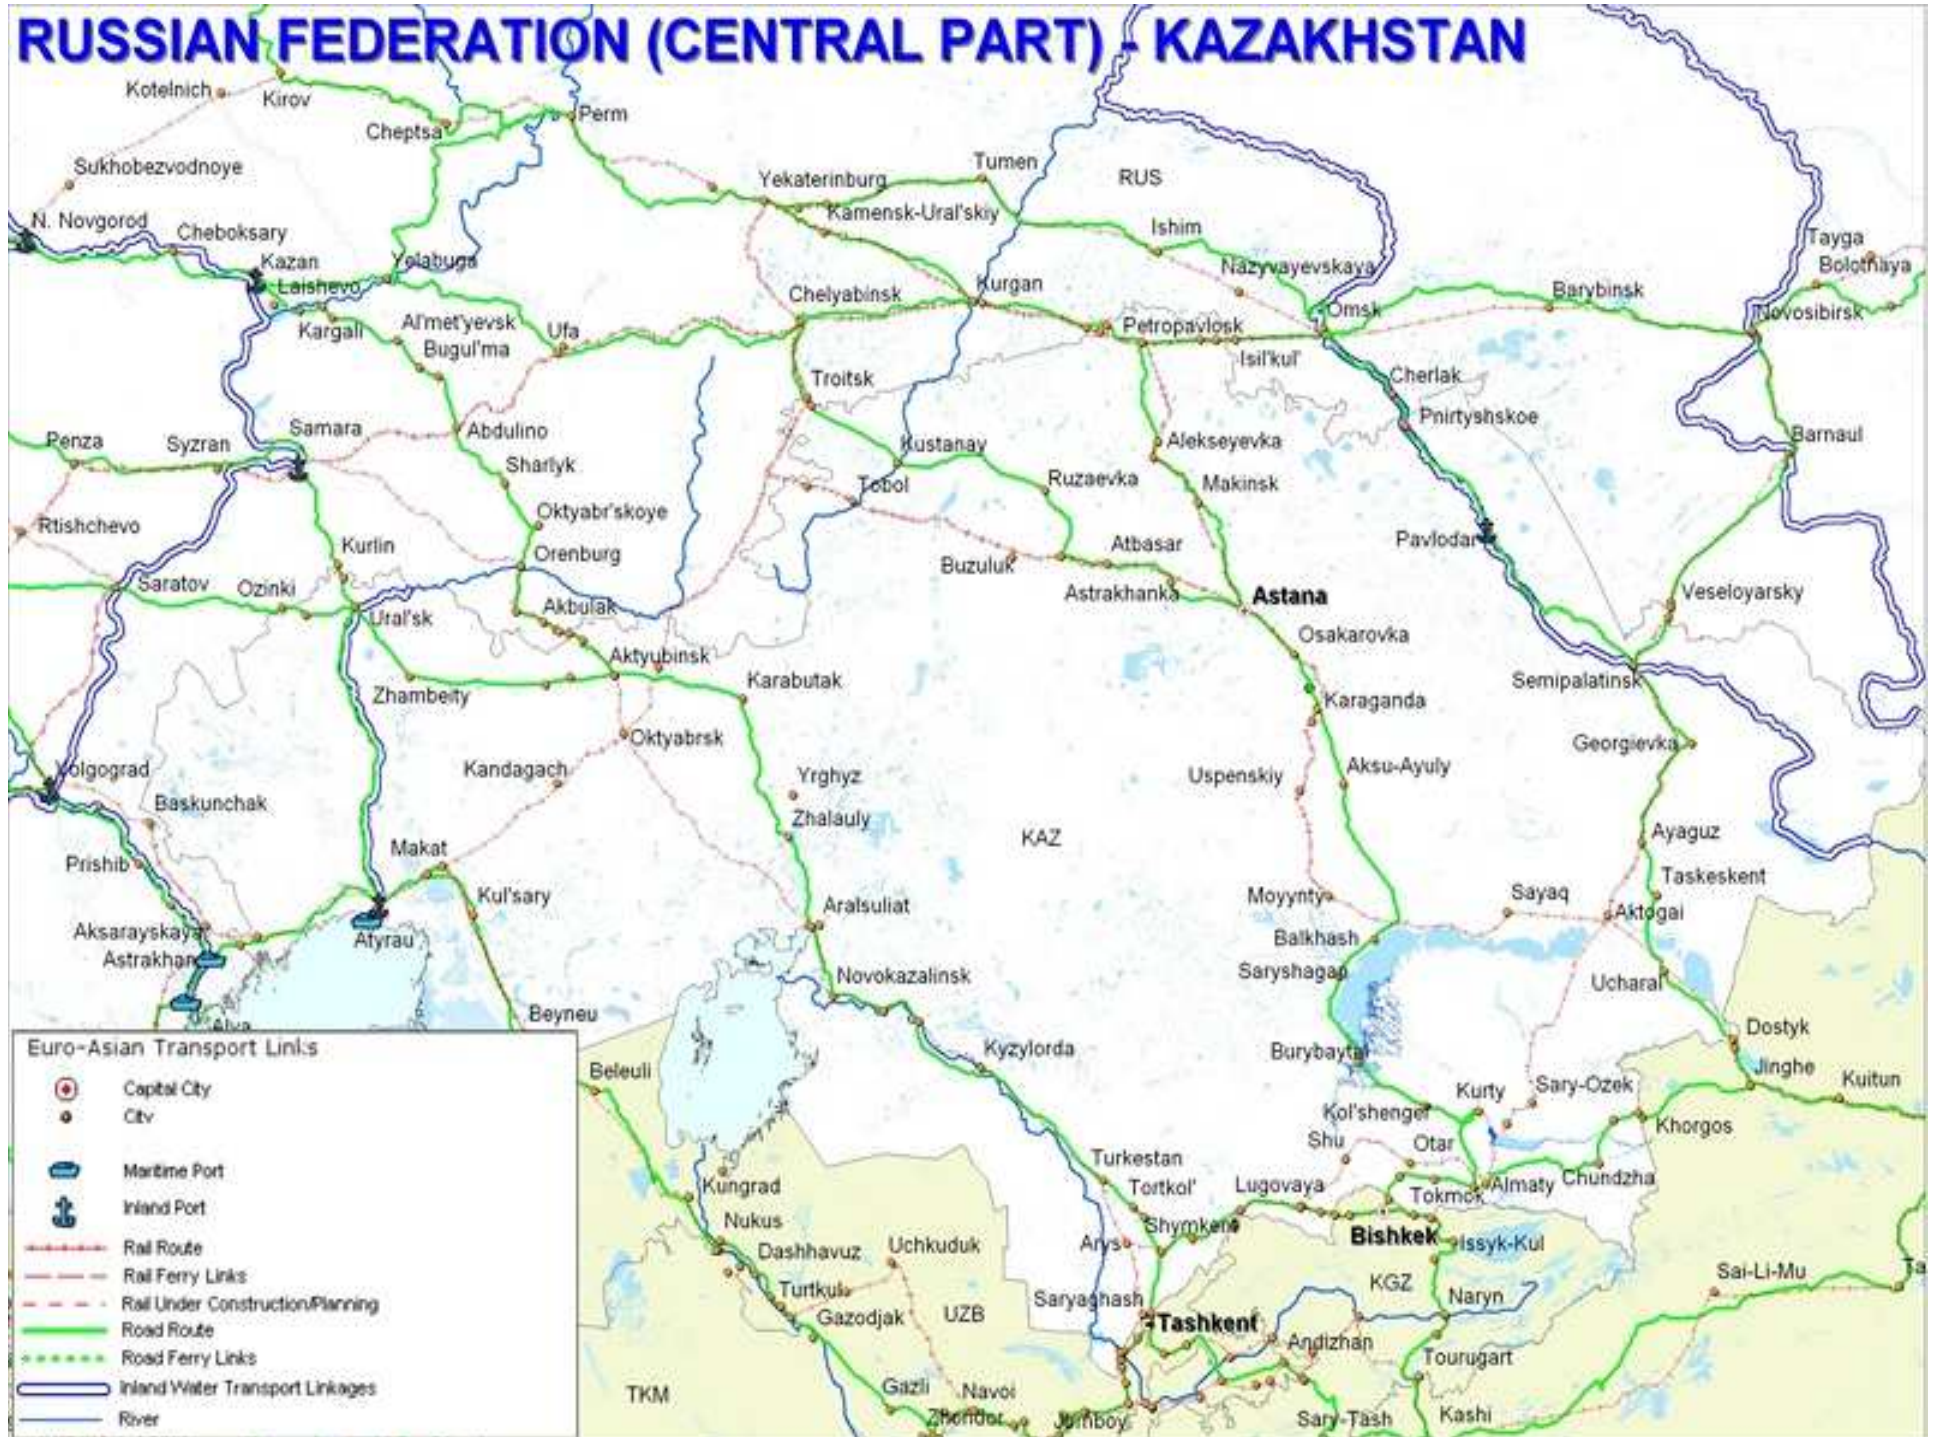 RUSSIAN FEDERATION (CENTRAL PART) - KAZAKHSTAN
Kotelnich
Kirov
Cheptsa
Perm
Sukhobezvodnoye
Tumen
RUS
Yekaterinburg
Kamensk-Ural'skiy
N. Novgorod
Cheboksary
Ishim
Tayga
Kazan
Yelabuga
Nazyvayevskaya
Bolotnaya
Laishevo
Chelyabinsk
Kurgan
Barybinsk
Omsk
Novosibirsk
Kargali
Al'met'yevsk
Ufa
Petropavlosk
Bugul'ma
Isil'kul'
Troitsk
Cherlak
Pnirtyshskoe
Penza
Syzran
Samara
Abdulino
Kustanay
Alekseyevka
Barnaul
Sharlyk
Tobol
Ruzaevka
Makinsk
Rtishchevo
Oktyabr'skoye
Pavlodar
Kurlin
Orenburg
Buzuluk
Atbasar
Saratov
Ozinki
Astrakhanka
Astana
Veseloyarsky
Ural'sk
Akbulak
Osakarovka
Aktyubinsk
Zhambeity
Karabutak
Semipalatinsk
Karaganda
Oktyabrsk
Georgievka
Volgograd
Kandagach
Yrghyz
Uspenskiy
Aksu-Ayuly
Baskunchak
Zhalauly
KAZ
Ayaguz
Makat
Prishib
Taskeskent
Kul'sary
Moyynty
Sayaq
Aralsuliat
Aktogai
Aksarayskaya
Atyrau
Balkhash
Astrakhan
Saryshagap
Novokazalinsk
Ucharal
Beyneu
Dostyk
Kyzylorda
Burybaytal
Beleuli
Jinghe
Kuitun
Kurty
Sary-Ozek
Kol'shenger
Khorgos
Shu
Otar
Turkestan
Kungrad
Tortkol'
Lugovaya
Tokmok
Almaty
Chundzha
Nukus
Shymkent
Bishkek
Dashhavuz
Uchkuduk
Arys
Issyk-Kul
Turtkul
KGZ
Sai-Li-Mu
Ta
Saryaghash
Naryn
Gazodjak
UZB
Tashkent
Andizhan
Tourugart
TKM
Gazli
Navoi
Jumboy
Sary-Tash
Kashi
Euro-Asian Transport Links
Capital City
City
Maritime Port
Inland Port
Rail Route
Rail Ferry Links
Rail Under Construction/Planning
Road Route
Road Ferry Links
Inland Water Transport Linkages
River